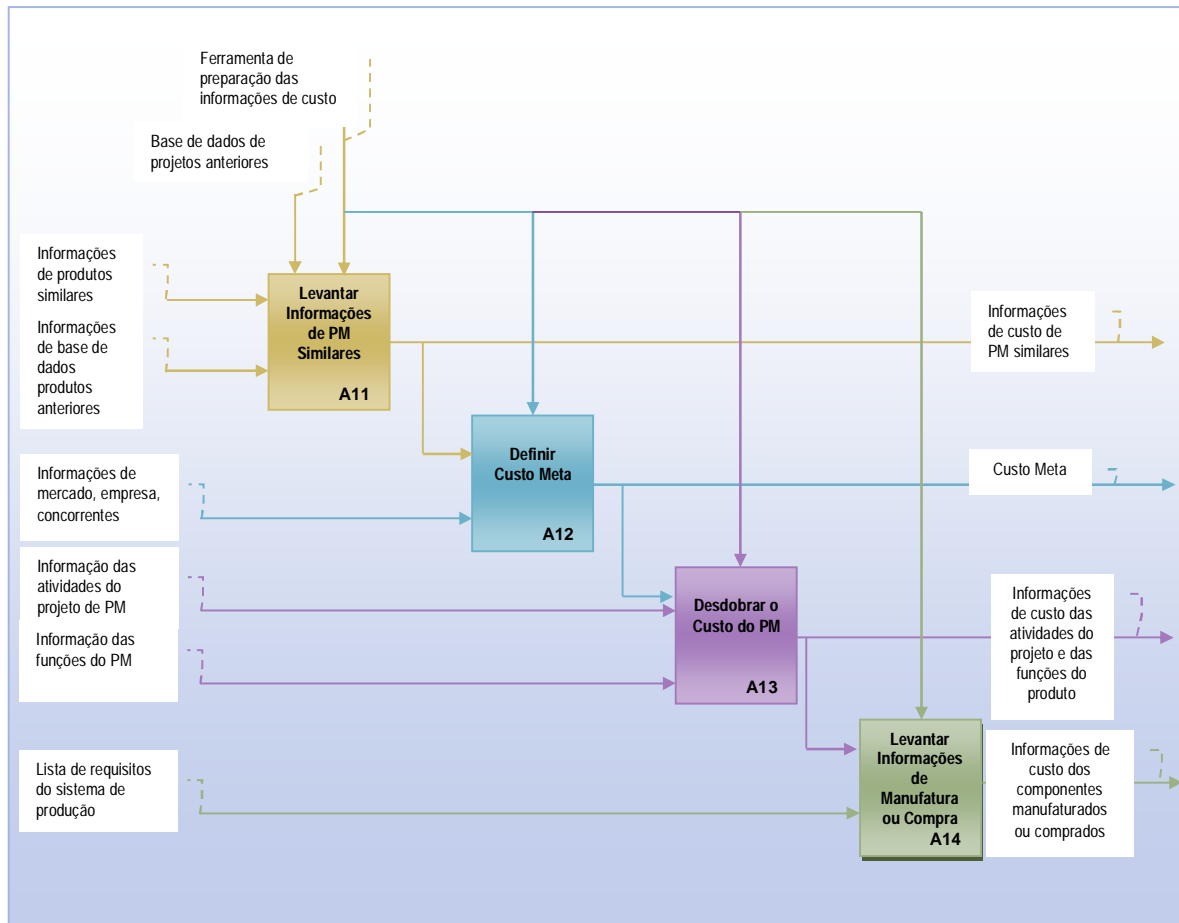 Ferramenta de
preparação das
informações de custo
Base de dados de
projetos anteriores
Informações
de produtos
similares
Informações
de base de
dados
produtos
anteriores
Levantar
Informações
de PM
Similares
A11
Informações
de custo de
PM similares
Informações de
mercado, empresa,
concorrentes
Definir
Custo Meta
A12
Custo Meta
Informação das
atividades do
projeto de PM
Informação das
funções do PM
Desdobrar o
Custo do PM
A13
Informações
de custo das
atividades do
projeto e das
funções do
produto
Lista de requisitos
do sistema de
produção
Levantar
Informações
de
Manufatura
ou Compra
A14
Informações de
custo dos
componentes
manufaturados
ou comprados